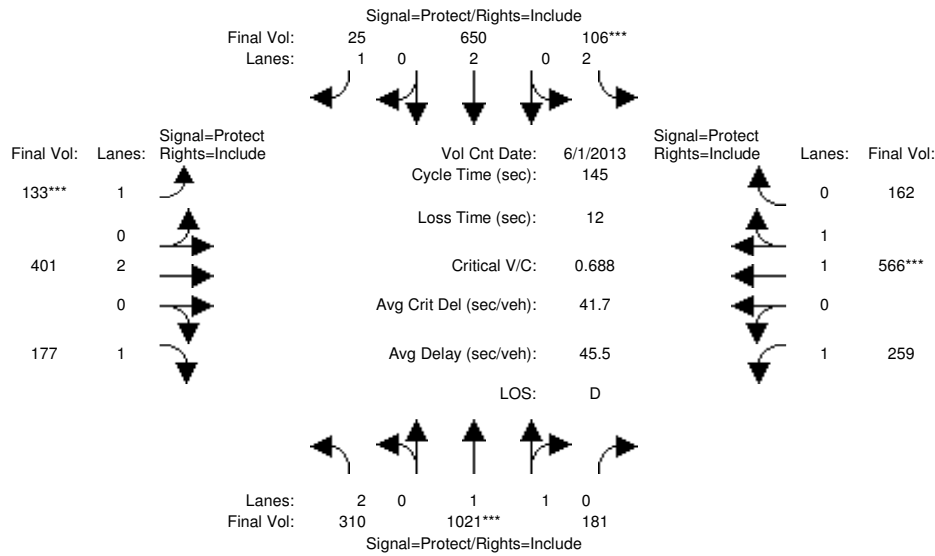 Signal=Protect/Rights=Include
Final Vol: 25 650 106***
Lanes: 1 0 2 0 2
Signal=Protect
Final Vol: Lanes: Rights=Include
Vol Cnt Date: 6/1/2013
Signal=Protect
Rights=Include Lanes: Final Vol:
Cycle Time (sec): 145
133*** 1
0 162
Loss Time (sec): 12
0
1
401 2
Critical V/C: 0.688
1 566***
0
Avg Crit Del (sec/veh): 41.7
0
177 1
Avg Delay (sec/veh): 45.5
1 259
LOS: D
Lanes: 2 0 1 1 0
Final Vol: 310 1021*** 181
Signal=Protect/Rights=Include